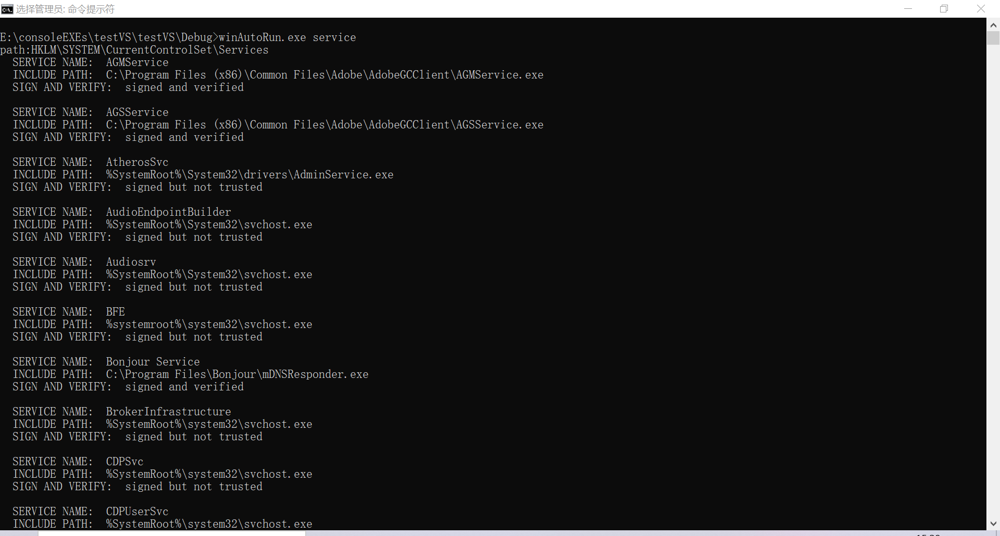 选择管理员: 命令提示符
E:\consoleEXEs\testVS\testVS\Debug>winAutoRun.exe service
path:HKLM\SYSTEM\CurrentControlSet\Services
SERVICE NAME:  AGMService
INCLUDE PATH:  C:\Program Files (x86)\Common Files\Adobe\AdobeGCClient\AGMService.exe
SIGN AND VERIFY:  signed and verified
SERVICE NAME:  AGSService
INCLUDE PATH:  C:\Program Files (x86)\Common Files\Adobe\AdobeGCClient\AGSService.exe
SIGN AND VERIFY:  signed and verified
SERVICE NAME:  AtherosSvc
INCLUDE PATH:  %SystemRoot%\System32\drivers\AdminService.exe
SIGN AND VERIFY:  signed but not trusted
SERVICE NAME:  AudioEndpointBuilder
INCLUDE PATH:  %SystemRoot%\System32\svchost.exe
SIGN AND VERIFY:  signed but not trusted
SERVICE NAME:  Audiosrv
INCLUDE PATH:  %SystemRoot%\System32\svchost.exe
SIGN AND VERIFY:  signed but not trusted
SERVICE NAME:  BFE
INCLUDE PATH:  %systemroot%\system32\svchost.exe
SIGN AND VERIFY:  signed but not trusted
SERVICE NAME:  Bonjour Service
INCLUDE PATH:  C:\Program Files\Bonjour\mDNSResponder.exe
SIGN AND VERIFY:  signed and verified
SERVICE NAME:  BrokerInfrastructure
INCLUDE PATH:  %SystemRoot%\system32\svchost.exe
SIGN AND VERIFY:  signed but not trusted
SERVICE NAME:  CDPSvc
INCLUDE PATH:  %SystemRoot%\system32\svchost.exe
SIGN AND VERIFY:  signed but not trusted
SERVICE NAME:  CDPUserSvc
INCLUDE PATH:  %SystemRoot%\system32\svchost.exe